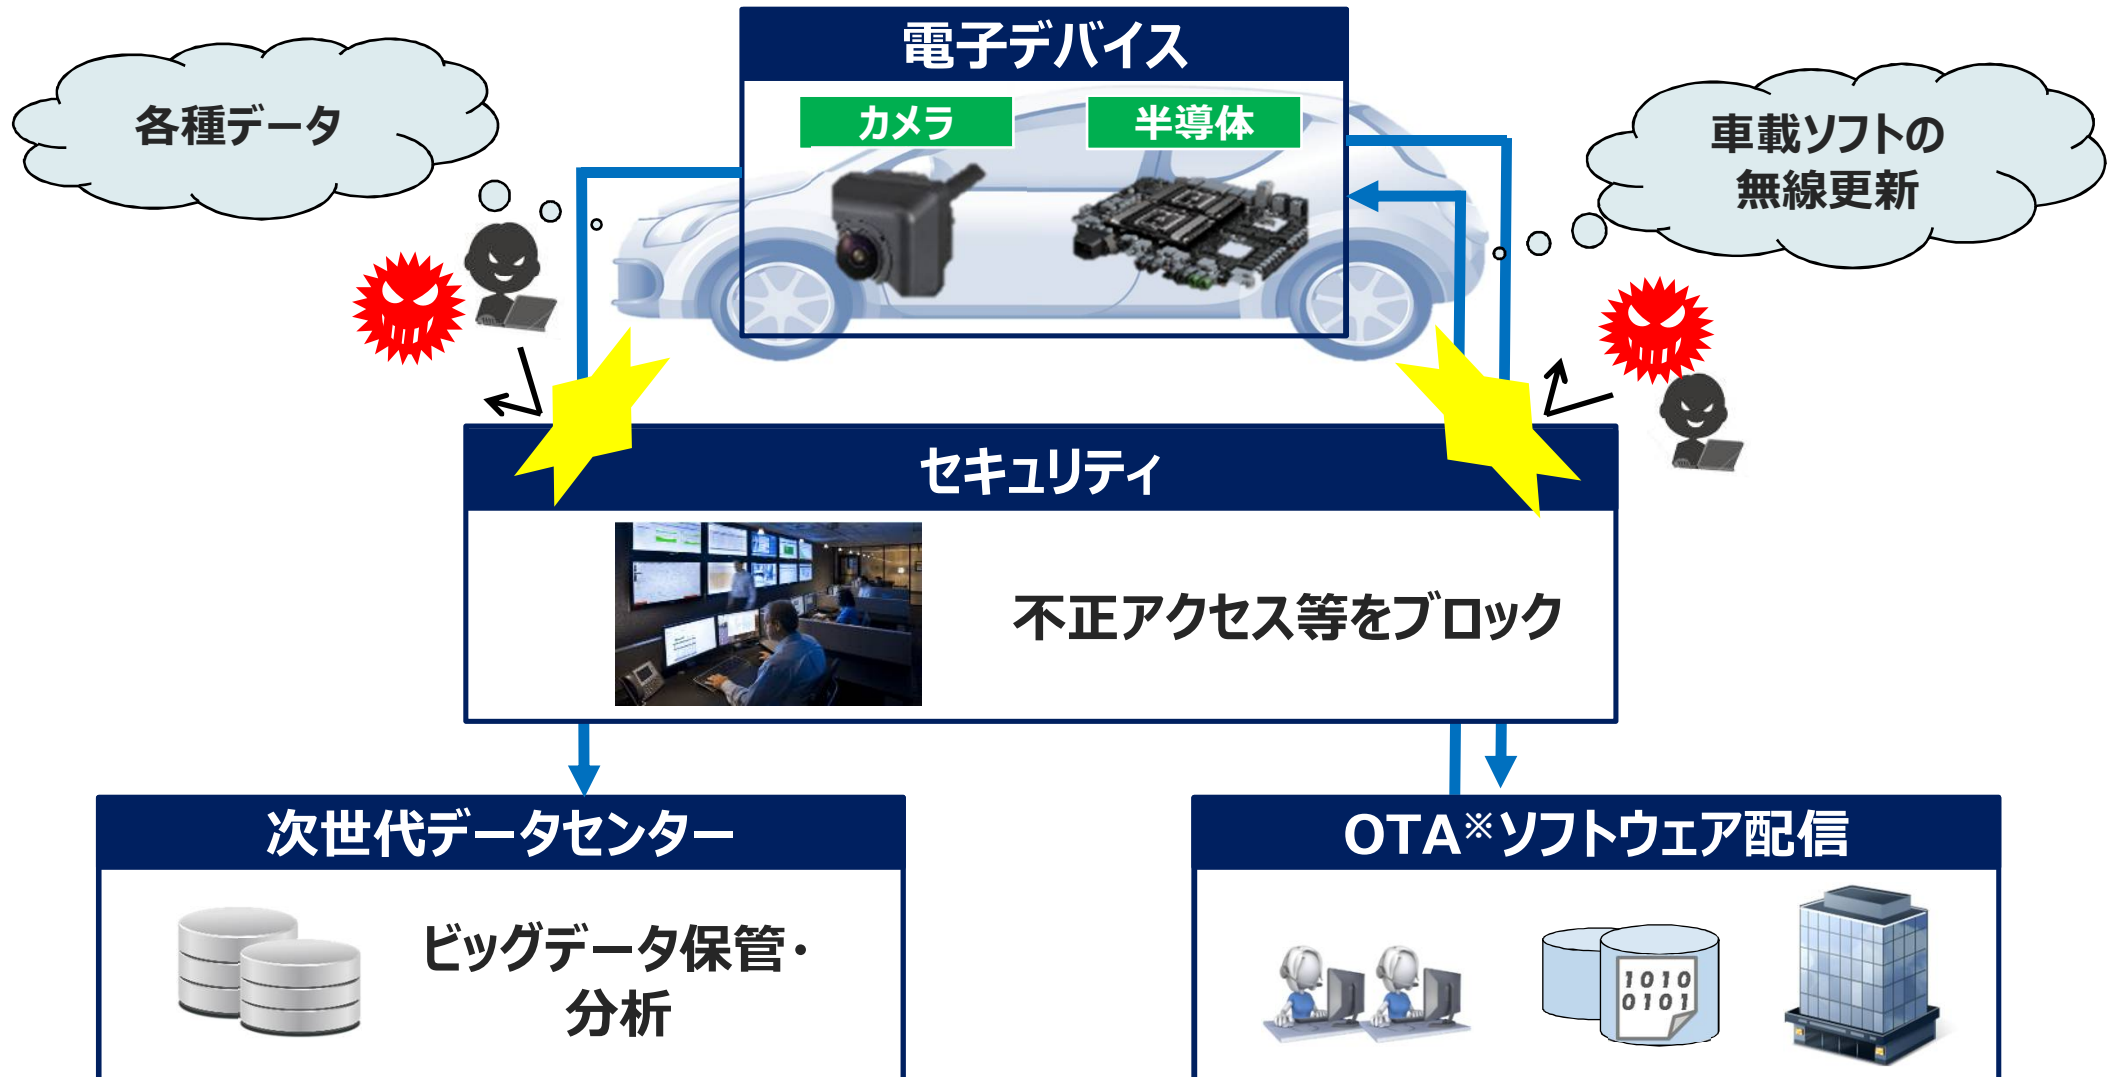 電子デバイス
各種データ
カメラ
半導体
車載ソフトの
無線更新
セキュリティ
不正アクセス等をブロック
次世代データセンター
OTA※ソフトウェア配信
ビッグデータ保管・
分析
1010
0101